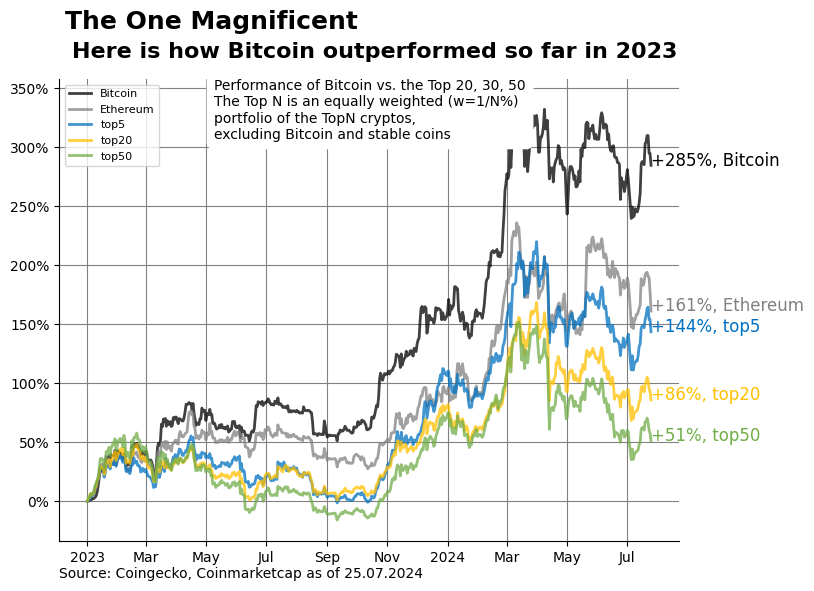 The One Magnificent
Here is how Bitcoin outperformed so far in 2023
350%
300%
250%
200%
150%
100%
50%
0%
Bitcoin
Ethereum
top5
top20
top50
Performance of Bitcoin vs. the Top 20, 30, 50
The Top N is an equally weighted (w=1/N%)
portfolio of the TopN cryptos,
excluding Bitcoin and stable coins
+285%, Bitcoin
+161%, Ethereum
+144%, top5
+86%, top20
+51%, top50
2023 Mar May Jul Sep Nov 2024 Mar May Jul
Source: Coingecko, Coinmarketcap as of 25.07.2024